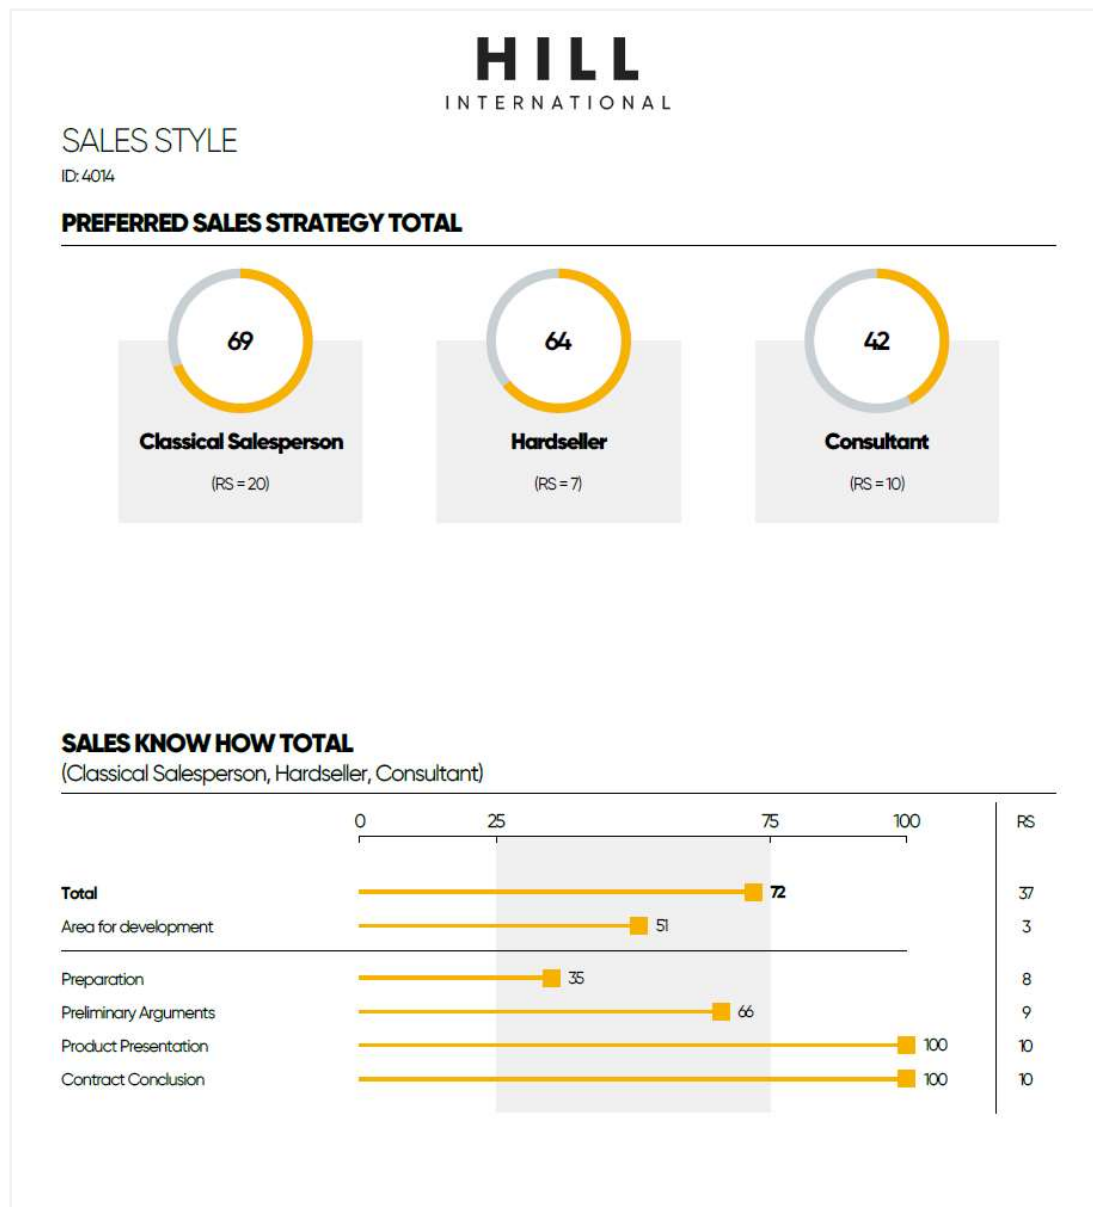 HILL
INTERNATIONAL
SALES STYLE
ID: 4014
PREFERRED SALES STRATEGY TOTAL
69 64 42
Classical Salesperson Hardseller Consultant
(RS = 20) (RS = 7) (RS = 10)
SALES KNOW HOW TOTAL
(Classical Salesperson, Hardseller, Consultant)
0 25 75 100 RS
Total 72 37
Area for development 51 3
Preparation 35 8
Preliminary Arguments 66 9
Product Presentation 100 10
Contract Conclusion 100 10